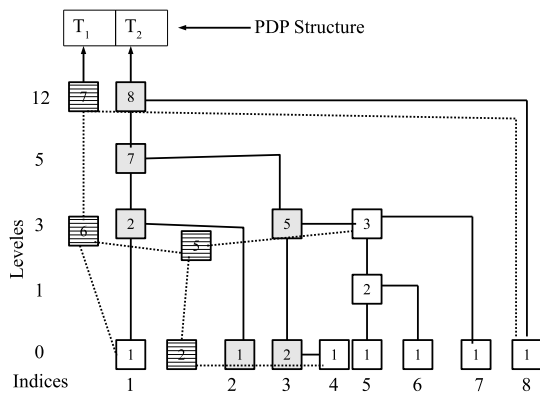 T1 T2 PDP Structure
12 7 8
5 7
3 6 2 5 5 3
1 2
0 1 2 1 2 1 1 1 1 1
Leveles
Indices 1 2 3 4 5 6 7 8